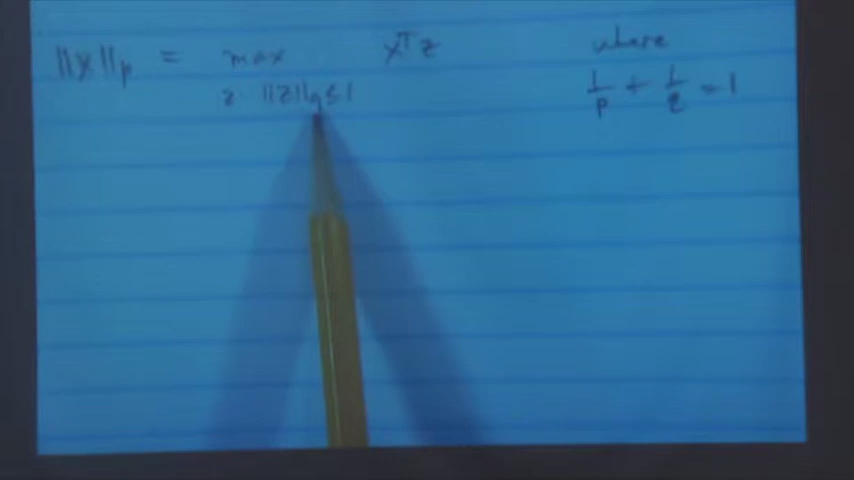 ||x||p = max xᵀz where
z: ||z||q ≤ 1 1/p + 1/q = 1